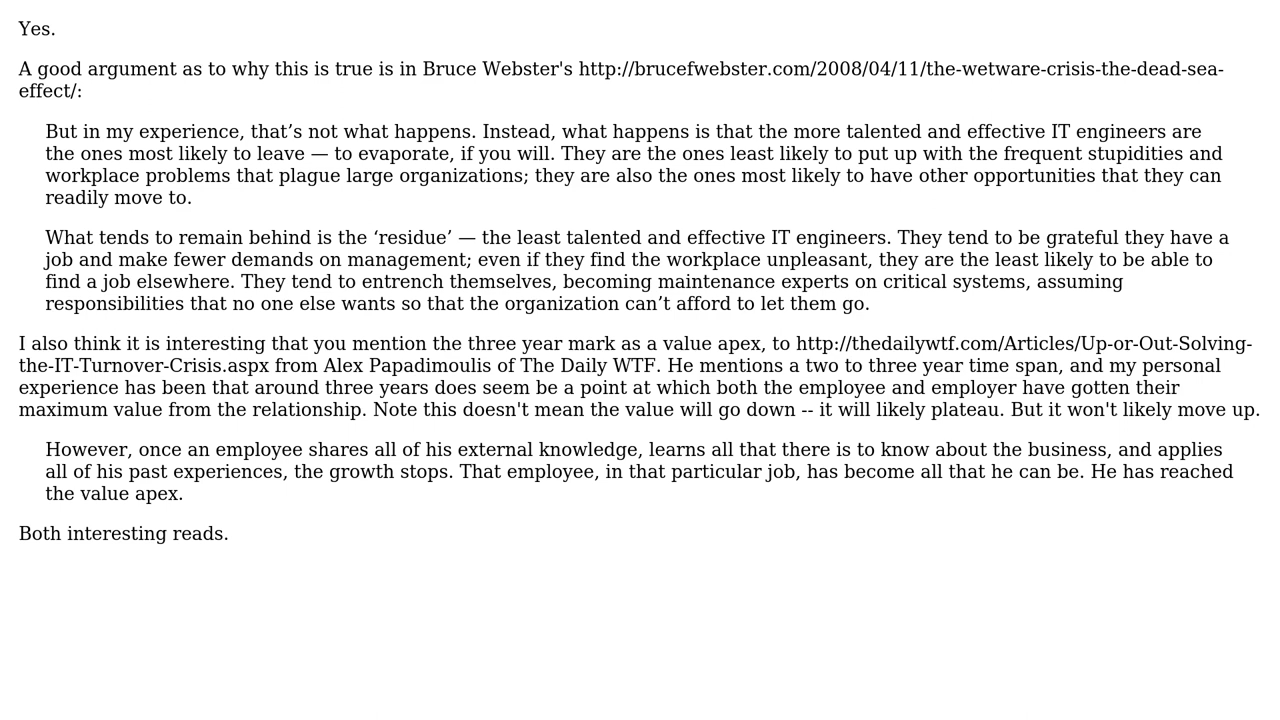 Yes.
A good argument as to why this is true is in Bruce Webster's http://brucefwebster.com/2008/04/11/the-wetware-crisis-the-dead-sea-
effect/:
But in my experience, that’s not what happens. Instead, what happens is that the more talented and effective IT engineers are
the ones most likely to leave — to evaporate, if you will. They are the ones least likely to put up with the frequent stupidities and
workplace problems that plague large organizations; they are also the ones most likely to have other opportunities that they can
readily move to.
What tends to remain behind is the ‘residue’ — the least talented and effective IT engineers. They tend to be grateful they have a
job and make fewer demands on management; even if they find the workplace unpleasant, they are the least likely to be able to
find a job elsewhere. They tend to entrench themselves, becoming maintenance experts on critical systems, assuming
responsibilities that no one else wants so that the organization can’t afford to let them go.
I also think it is interesting that you mention the three year mark as a value apex, to http://thedailywtf.com/Articles/Up-or-Out-Solving-
the-IT-Turnover-Crisis.aspx from Alex Papadimoulis of The Daily WTF. He mentions a two to three year time span, and my personal
experience has been that around three years does seem be a point at which both the employee and employer have gotten their
maximum value from the relationship. Note this doesn't mean the value will go down -- it will likely plateau. But it won't likely move up.
However, once an employee shares all of his external knowledge, learns all that there is to know about the business, and applies
all of his past experiences, the growth stops. That employee, in that particular job, has become all that he can be. He has reached
the value apex.
Both interesting reads.